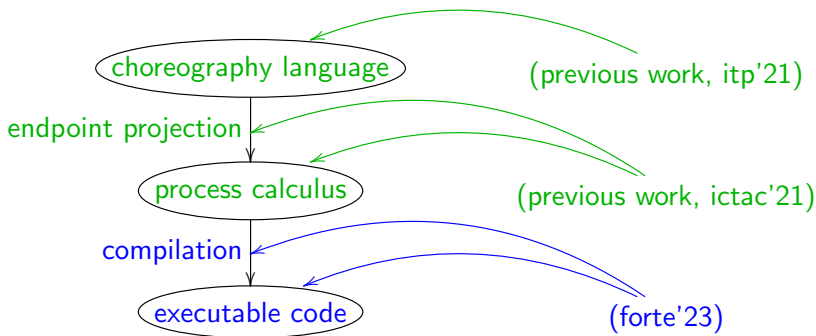 choreography language
(previous work, itp'21)
endpoint projection
process calculus
(previous work, ictac'21)
compilation
executable code
(forte'23)